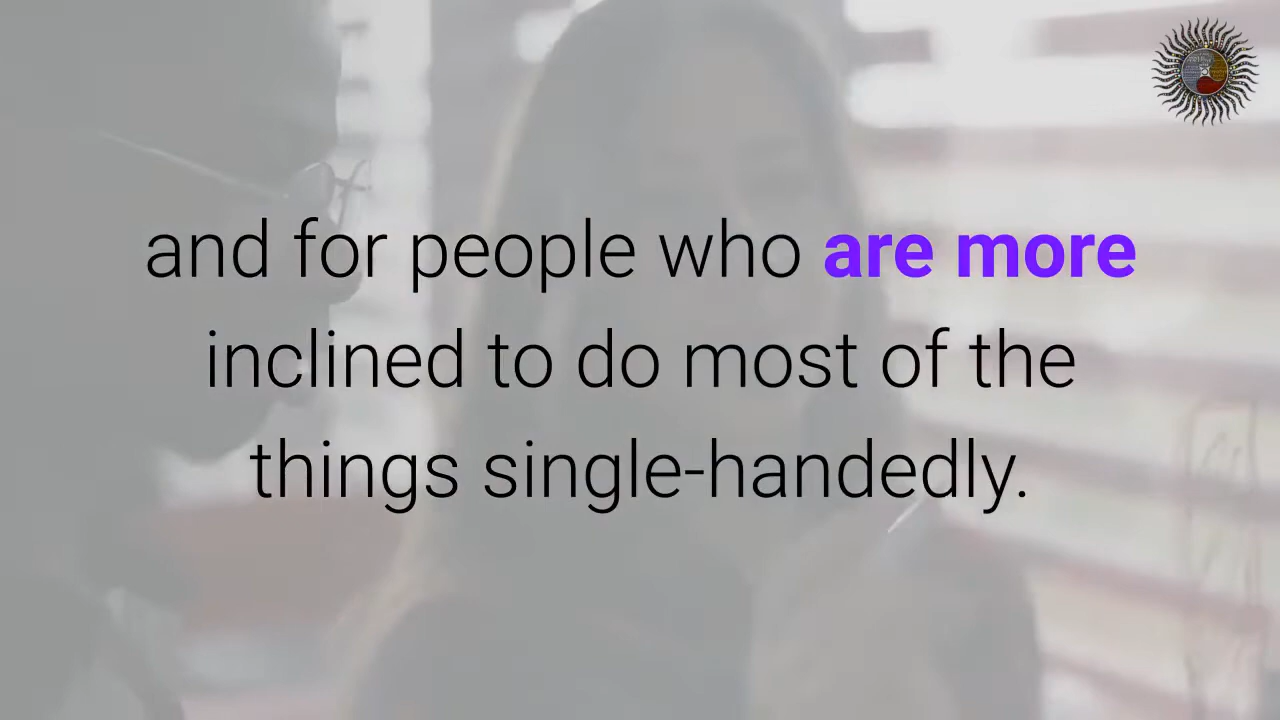 and for people who are more
inclined to do most of the
things single-handedly.